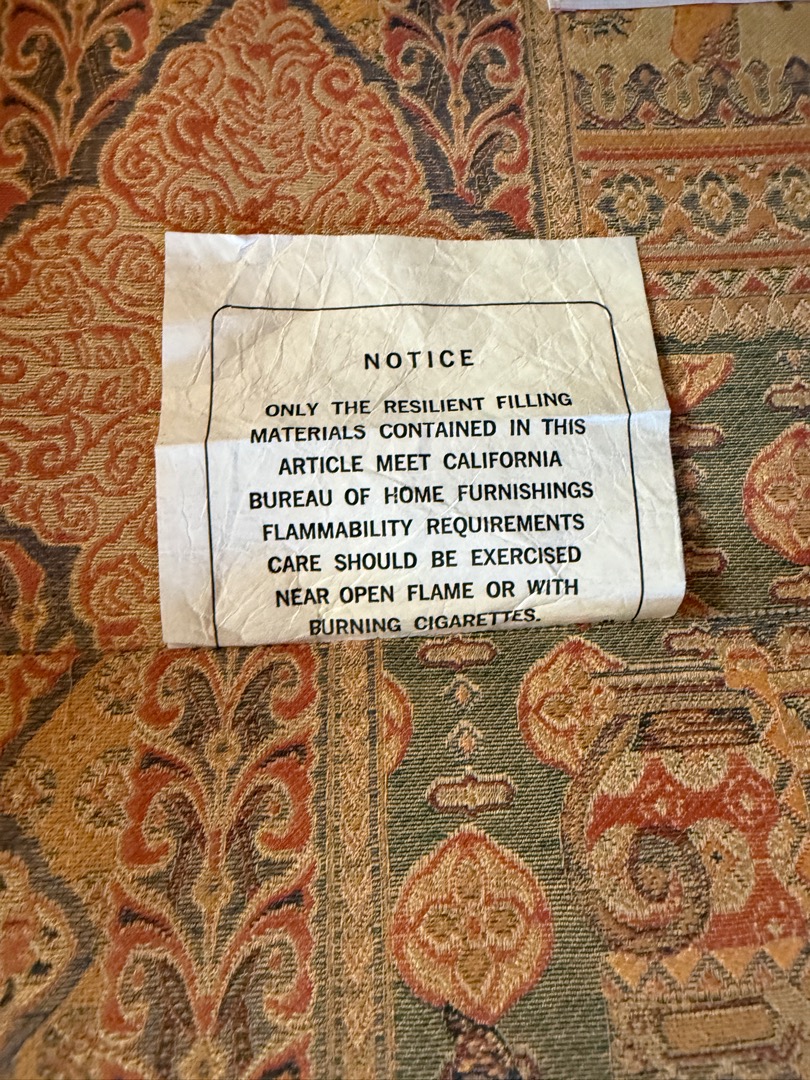 NOTICE
ONLY THE RESILIENT FILLING
MATERIALS CONTAINED IN THIS
ARTICLE MEET CALIFORNIA
BUREAU OF HOME FURNISHINGS
FLAMMABILITY REQUIREMENTS
CARE SHOULD BE EXERCISED
NEAR OPEN FLAME OR WITH
BURNING CIGARETTES.